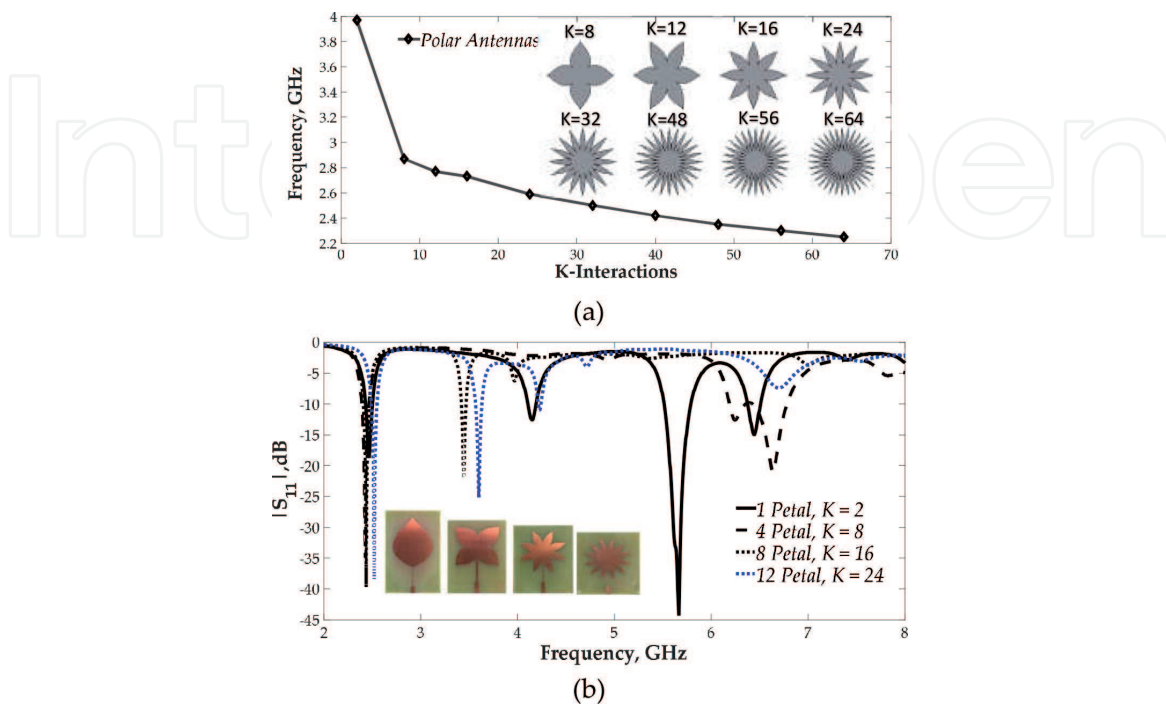 4
3.8
3.6
3.4
3.2
3
2.8
2.6
2.4
2.2
Frequency, GHz
Polar Antennas
K=8 K=12 K=16 K=24
K=32 K=48 K=56 K=64
0 10 20 30 40 50 60 70
K-Interactions
(a)
0
-5
-10
-15
-20
-25
-30
-35
-40
-45
|S11|,dB
1 Petal, K = 2
4 Petal, K = 8
8 Petal, K = 16
12 Petal, K = 24
2 3 4 5 6 7 8
Frequency, GHz
(b)